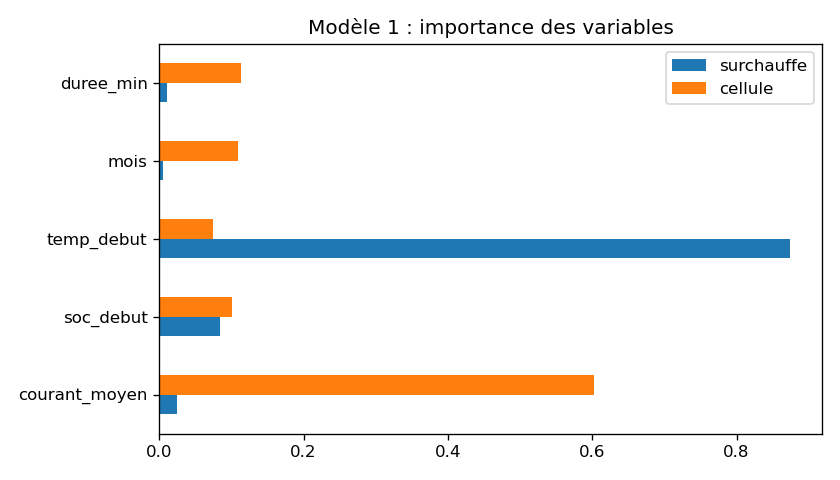 Modèle 1 : importance des variables
surchauffe
cellule
duree_min
mois
temp_debut
soc_debut
courant_moyen
0.0 0.2 0.4 0.6 0.8